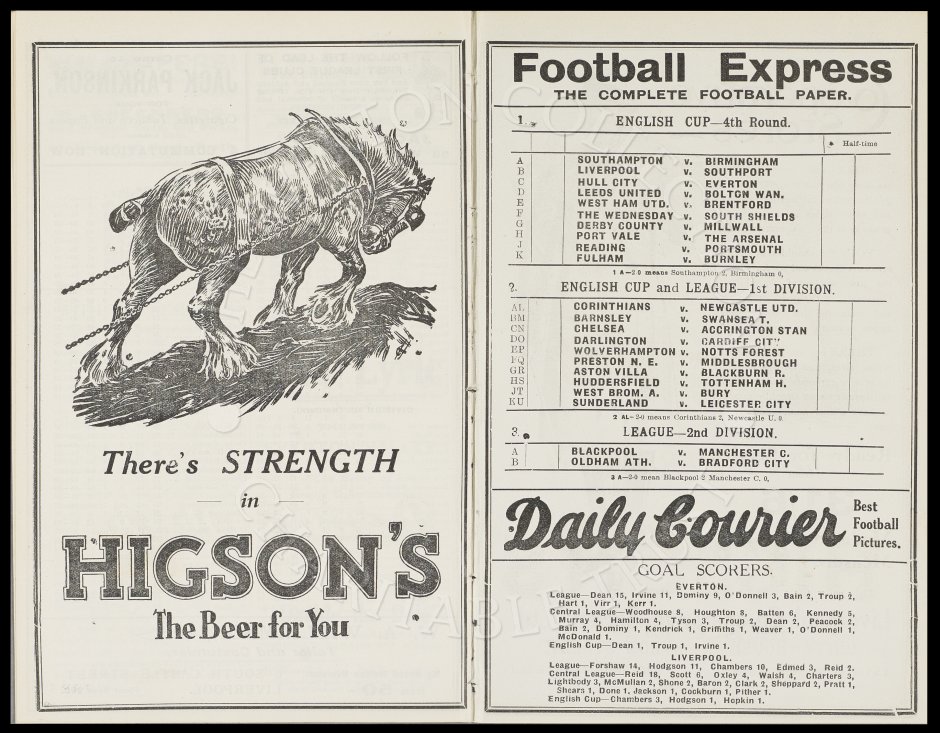 There's STRENGTH
in
HIGSON'S
The Beer for You
Football Express
THE COMPLETE FOOTBALL PAPER.
1. ENGLISH CUP—4th Round.
Half-time
A SOUTHAMPTON v. BIRMINGHAM
B LIVERPOOL v. SOUTHPORT
C HULL CITY v. EVERTON
D LEEDS UNITED v. BOLTON WAN.
E WEST HAM UTD. v. BRENTFORD
F THE WEDNESDAY v. SOUTH SHIELDS
G DERBY COUNTY v. MILLWALL
H PORT VALE v. THE ARSENAL
J READING v. PORTSMOUTH
K FULHAM v. BURNLEY
1 A—2-0 means Southampton 2, Birmingham 0,
2. ENGLISH CUP and LEAGUE—1st DIVISION.
AL CORINTHIANS v. NEWCASTLE UTD.
BM BARNSLEY v. SWANSEA T.
CN CHELSEA v. ACCRINGTON STAN
DO DARLINGTON v. CARDIFF CITY
EP WOLVERHAMPTON v. NOTTS FOREST
FQ PRESTON N. E. v. MIDDLESBROUGH
GR ASTON VILLA v. BLACKBURN R.
HS HUDDERSFIELD v. TOTTENHAM H.
JT WEST BROM. A. v. BURY
KU SUNDERLAND v. LEICESTER CITY
2 AL—2-0 means Corinthians 2, Newcastle U. 0.
3. LEAGUE—2nd DIVISION.
A BLACKPOOL v. MANCHESTER C.
B OLDHAM ATH. v. BRADFORD CITY
3 A—2-0 mean Blackpool 2 Manchester C. 0,
Daily Courier
Best
Football
Pictures.
GOAL SCORERS.
EVERTON.
League—Dean 15, Irvine 11, Dominy 9, O'Donnell 3, Bain 2, Troup 2,
Hart 1, Virr 1, Kerr 1.
Central League—Woodhouse 8, Houghton 8, Batten 6, Kennedy 5,
Murray 4, Hamilton 4, Tyson 3, Troup 2, Dean 2, Peacock 2,
Bain 2, Dominy 1, Kendrick 1, Griffiths 1, Weaver 1, O'Donnell 1,
McDonald 1.
English Cup—Dean 1, Troup 1, Irvine 1.
LIVERPOOL.
League—Forshaw 14, Hodgson 11, Chambers 10, Edmed 3, Reid 2.
Central League—Reid 18, Scott 6, Oxley 4, Walsh 4, Charters 3,
Lightbody 3, McMullan 2, Shone 2, Baron 2, Clark 2, Sheppard 2, Pratt 1,
Shears 1, Done 1, Jackson 1, Cockburn 1, Pither 1.
English Cup—Chambers 3, Hodgson 1, Hopkin 1.